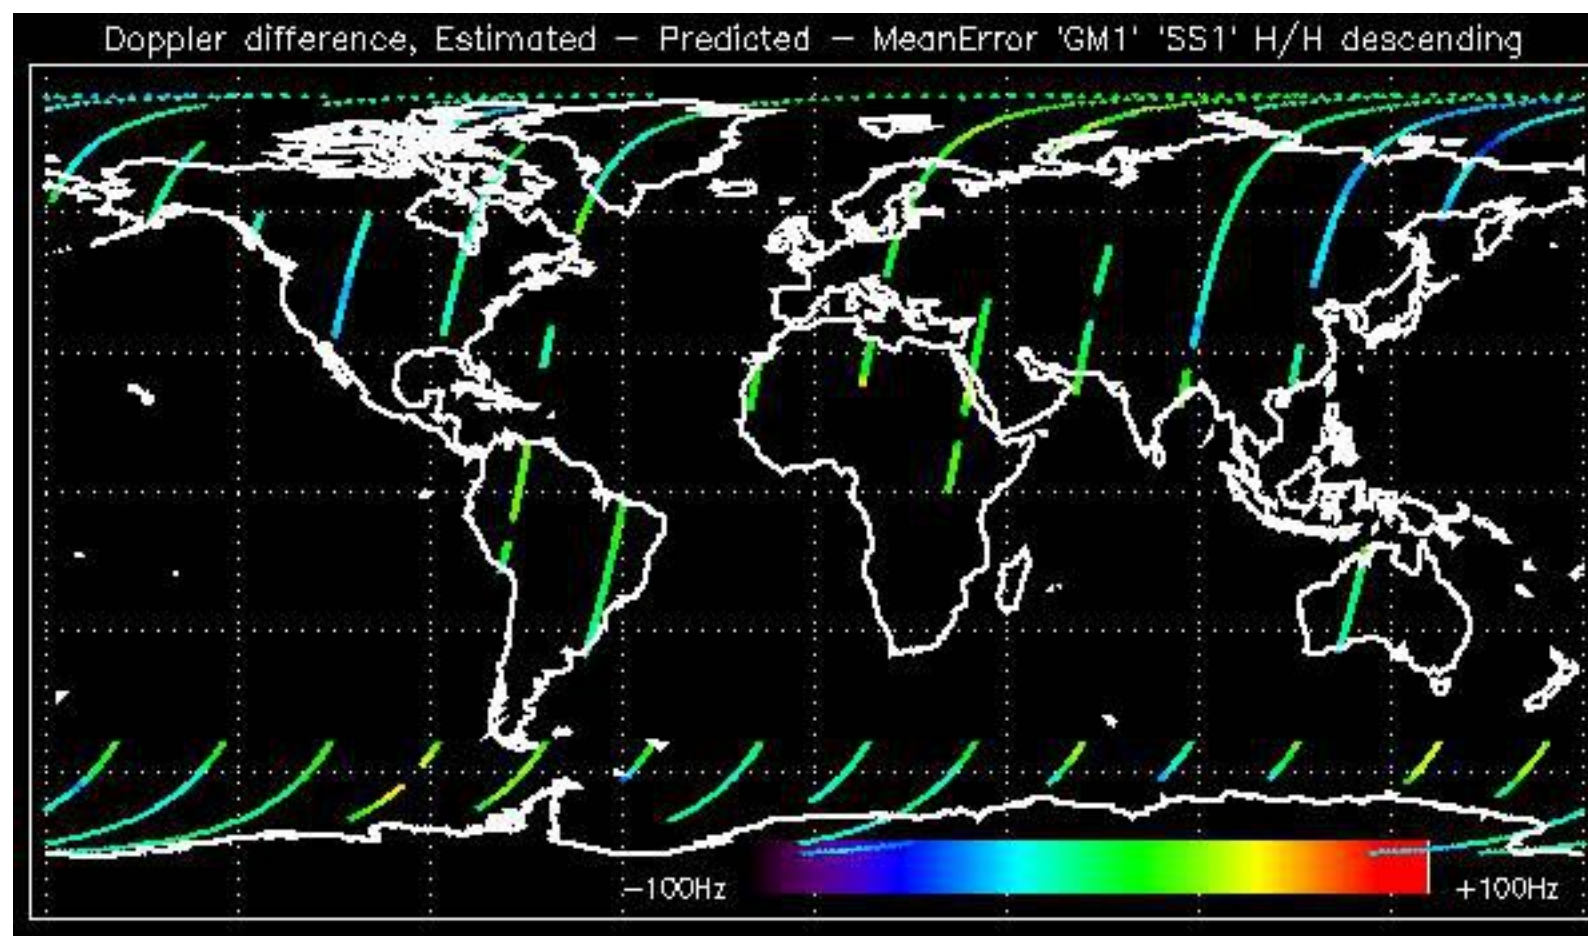 Doppler difference, Estimated – Predicted – MeanError 'GM1' 'SS1' H/H descending
-100Hz
+100Hz